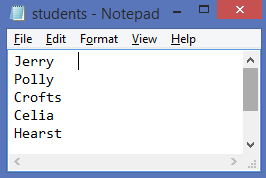 students - Notepad
File Edit Format View Help
Jerry
Polly
Crofts
Celia
Hearst